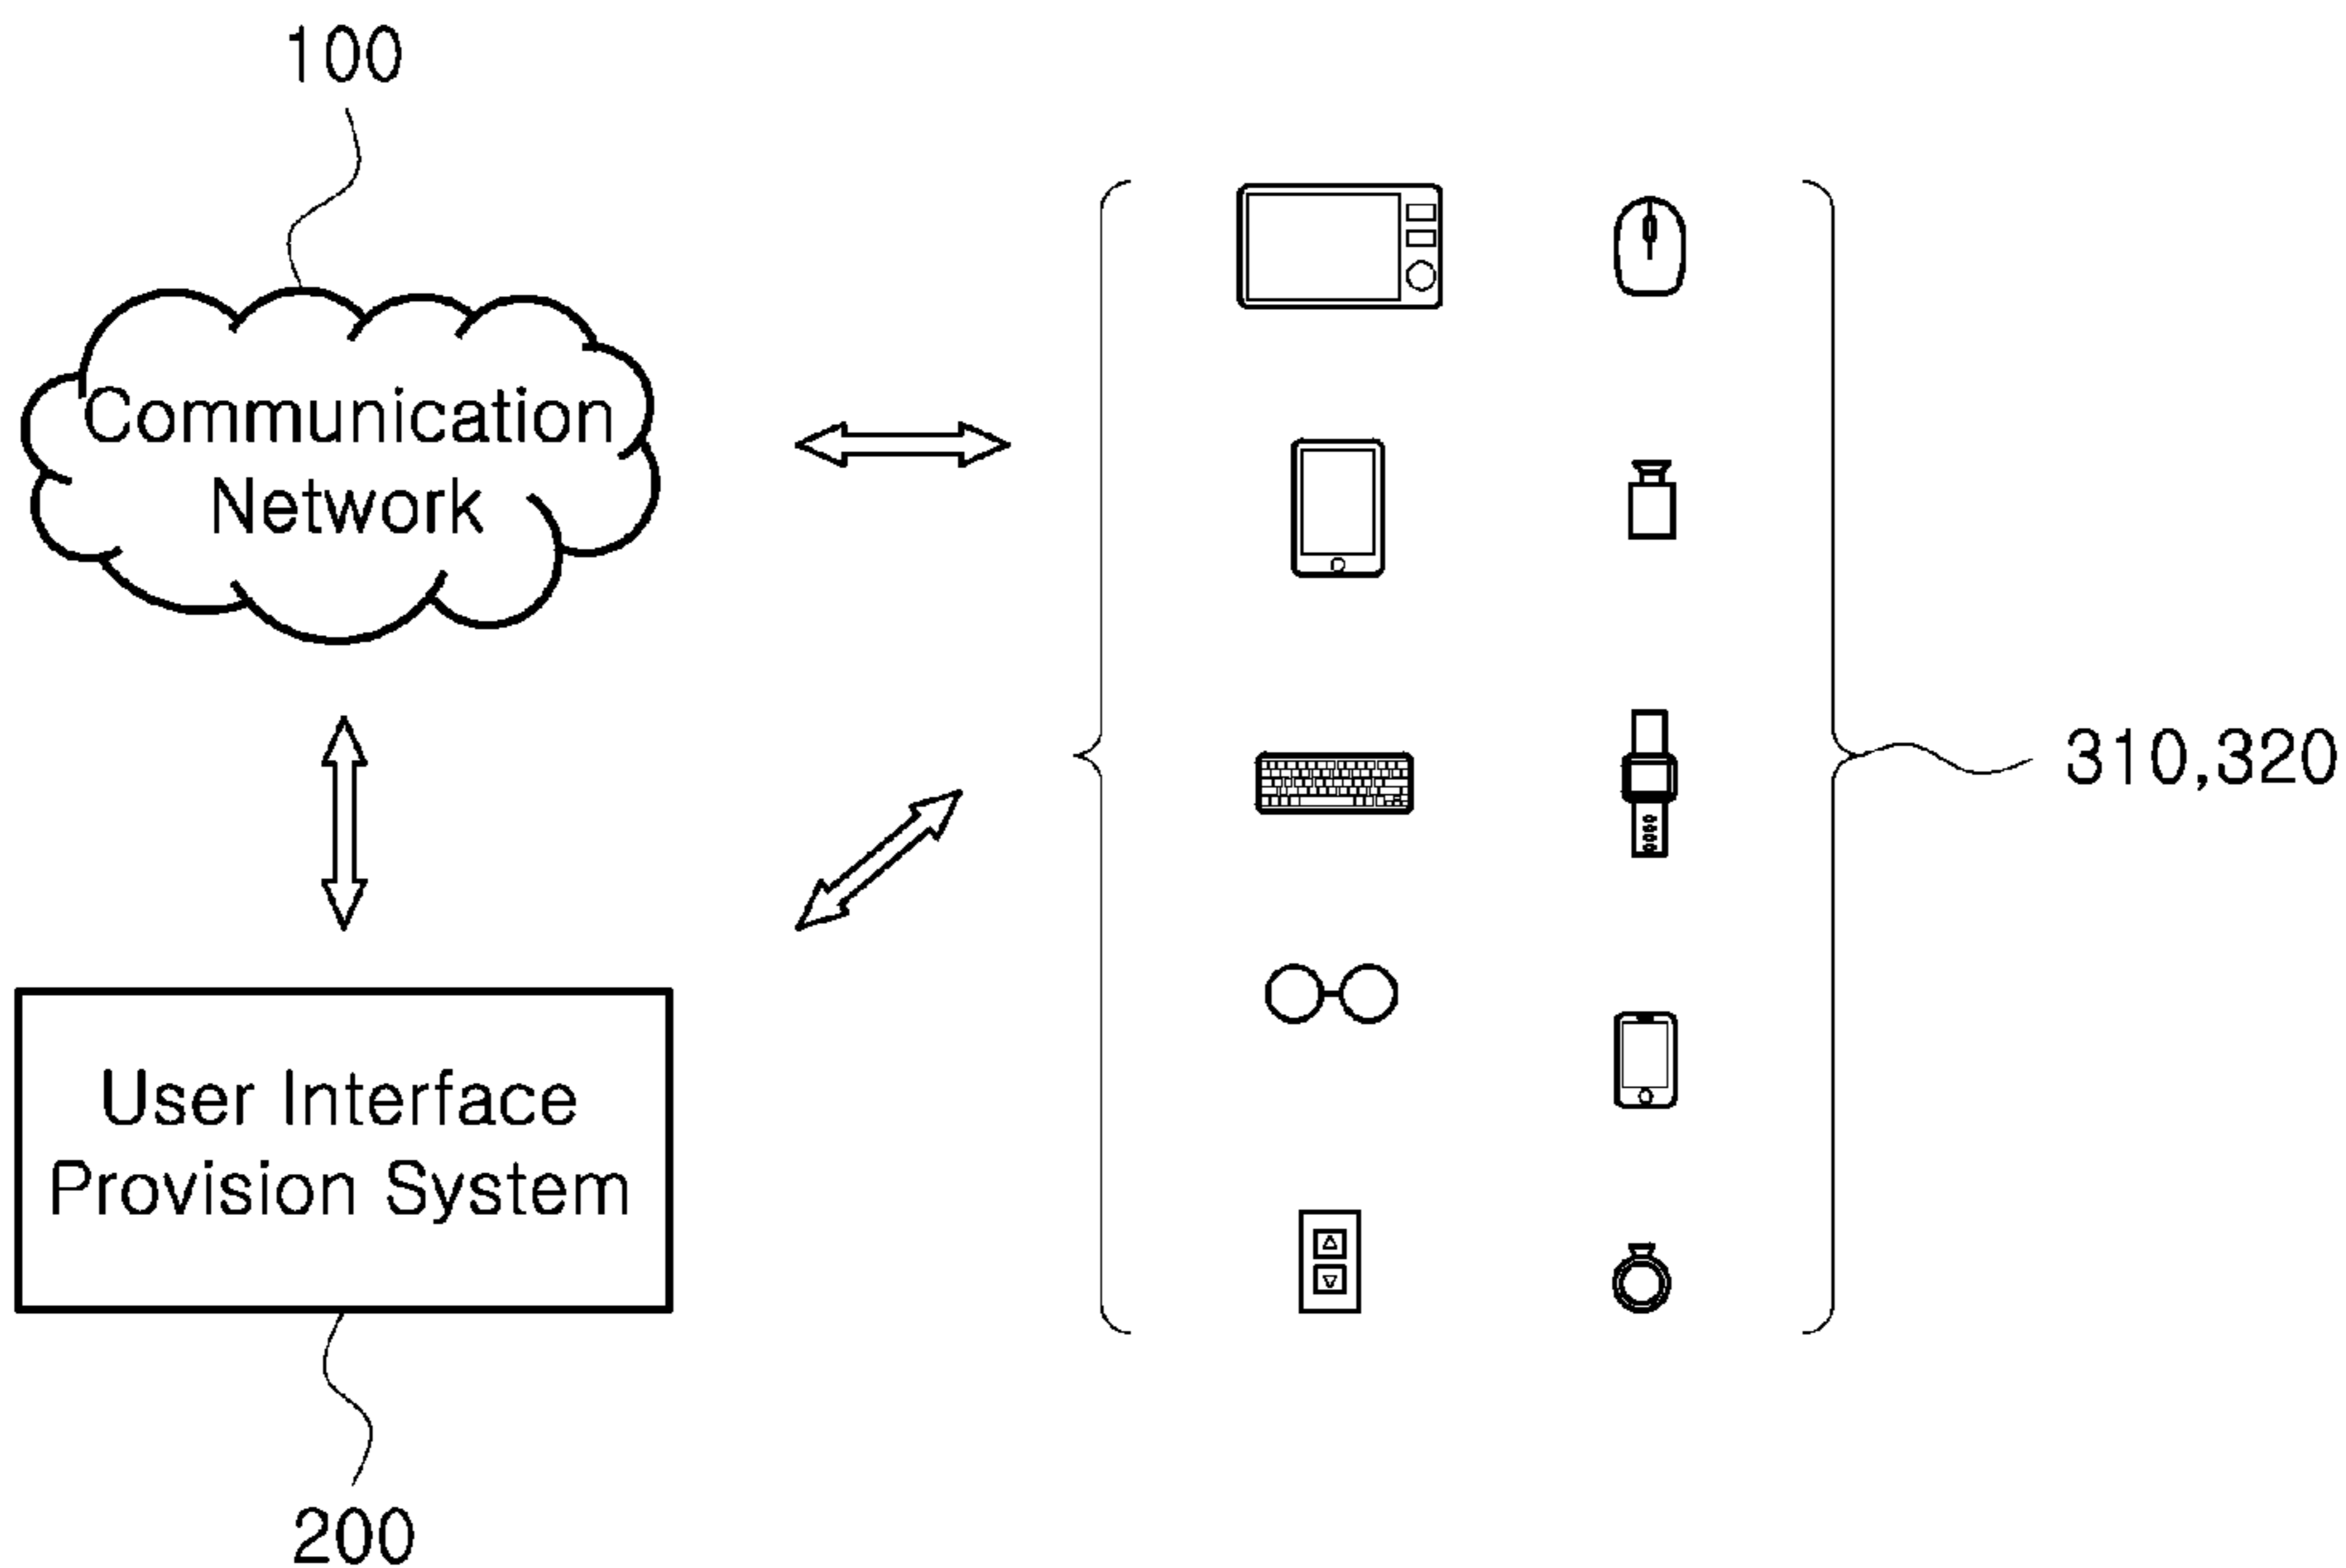 100
Communication
Network
310,320
User Interface
Provision System
200